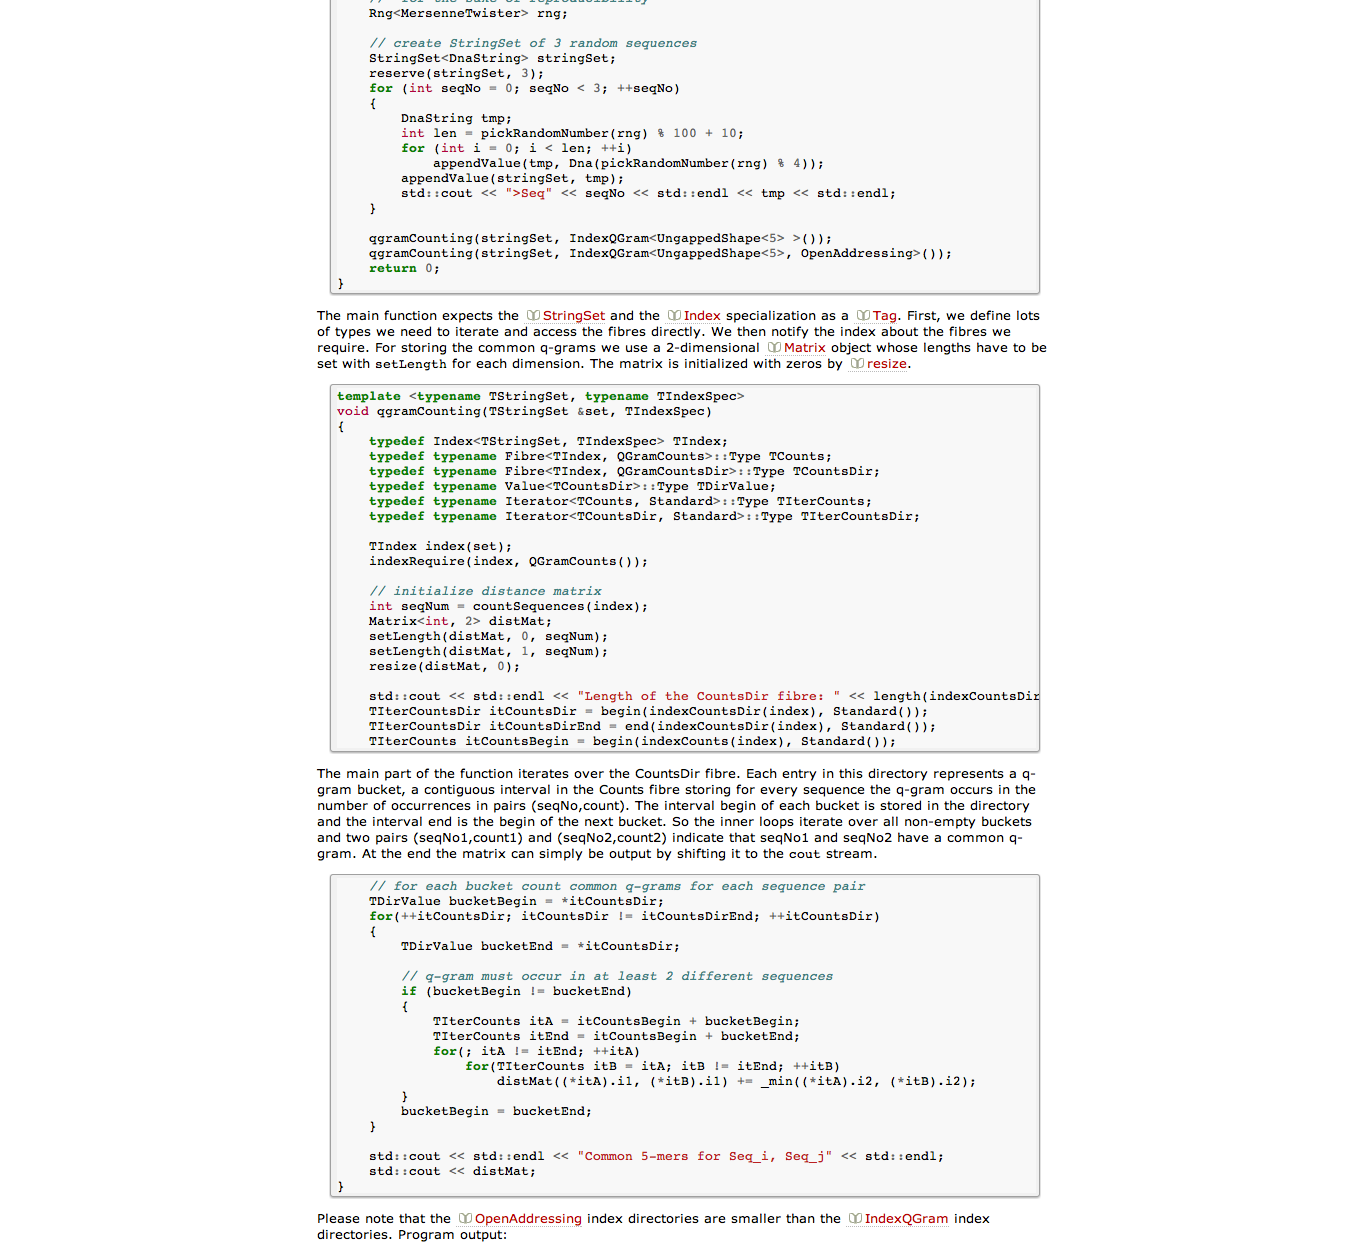 // for the sake of reproducibility
Rng<MersenneTwister> rng;
// create StringSet of 3 random sequences
StringSet<DnaString> stringSet;
reserve(stringSet, 3);
for (int seqNo = 0; seqNo < 3; ++seqNo)
{
DnaString tmp;
int len = pickRandomNumber(rng) % 100 + 10;
for (int i = 0; i < len; ++i)
appendValue(tmp, Dna(pickRandomNumber(rng) % 4));
appendValue(stringSet, tmp);
std::cout << ">Seq" << seqNo << std::endl << tmp << std::endl;
}
qgramCounting(stringSet, IndexQGram<UngappedShape<5> >());
qgramCounting(stringSet, IndexQGram<UngappedShape<5>, OpenAddressing>());
return 0;
}
The main function expects the StringSet and the Index specialization as a Tag. First, we define lots
of types we need to iterate and access the fibres directly. We then notify the index about the fibres we
require. For storing the common q-grams we use a 2-dimensional Matrix object whose lengths have to be
set with setLength for each dimension. The matrix is initialized with zeros by resize.
template <typename TStringSet, typename TIndexSpec>
void qgramCounting(TStringSet &set, TIndexSpec)
{
typedef Index<TStringSet, TIndexSpec> TIndex;
typedef typename Fibre<TIndex, QGramCounts>::Type TCounts;
typedef typename Fibre<TIndex, QGramCountsDir>::Type TCountsDir;
typedef typename Value<TCountsDir>::Type TDirValue;
typedef typename Iterator<TCounts, Standard>::Type TIterCounts;
typedef typename Iterator<TCountsDir, Standard>::Type TIterCountsDir;
TIndex index(set);
indexRequire(index, QGramCounts());
// initialize distance matrix
int seqNum = countSequences(index);
Matrix<int, 2> distMat;
setLength(distMat, 0, seqNum);
setLength(distMat, 1, seqNum);
resize(distMat, 0);
std::cout << std::endl << "Length of the CountsDir fibre: " << length(indexCountsDir
TIterCountsDir itCountsDir = begin(indexCountsDir(index), Standard());
TIterCountsDir itCountsDirEnd = end(indexCountsDir(index), Standard());
TIterCounts itCountsBegin = begin(indexCounts(index), Standard());
The main part of the function iterates over the CountsDir fibre. Each entry in this directory represents a q-
gram bucket, a contiguous interval in the Counts fibre storing for every sequence the q-gram occurs in the
number of occurrences in pairs (seqNo,count). The interval begin of each bucket is stored in the directory
and the interval end is the begin of the next bucket. So the inner loops iterate over all non-empty buckets
and two pairs (seqNo1,count1) and (seqNo2,count2) indicate that seqNo1 and seqNo2 have a common q-
gram. At the end the matrix can simply be output by shifting it to the cout stream.
// for each bucket count common q-grams for each sequence pair
TDirValue bucketBegin = *itCountsDir;
for(++itCountsDir; itCountsDir != itCountsDirEnd; ++itCountsDir)
{
TDirValue bucketEnd = *itCountsDir;
// q-gram must occur in at least 2 different sequences
if (bucketBegin != bucketEnd)
{
TIterCounts itA = itCountsBegin + bucketBegin;
TIterCounts itEnd = itCountsBegin + bucketEnd;
for(; itA != itEnd; ++itA)
for(TIterCounts itB = itA; itB != itEnd; ++itB)
distMat((*itA).i1, (*itB).i1) += _min((*itA).i2, (*itB).i2);
}
bucketBegin = bucketEnd;
}
std::cout << std::endl << "Common 5-mers for Seq_i, Seq_j" << std::endl;
std::cout << distMat;
}
Please note that the OpenAddressing index directories are smaller than the IndexQGram index
directories. Program output: